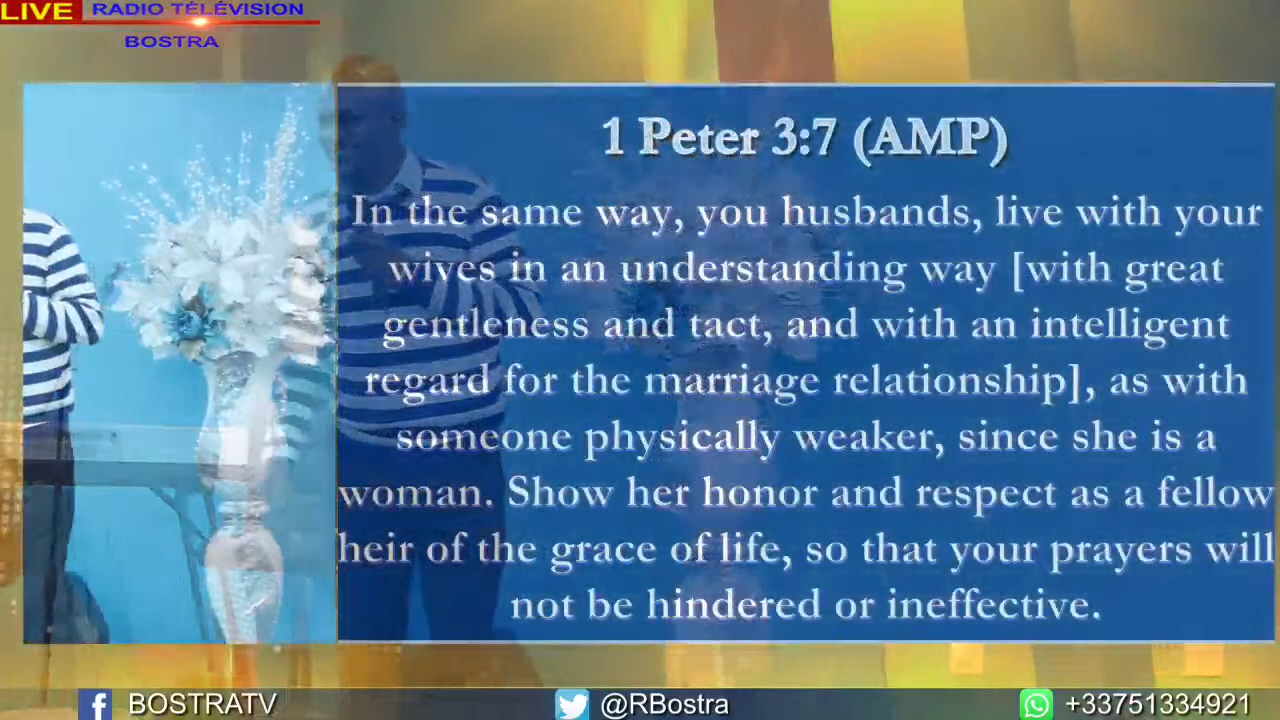 LIVE RADIO TÉLÉVISION
BOSTRA
1 Peter 3:7 (AMP)
In the same way, you husbands, live with your
wives in an understanding way [with great
gentleness and tact, and with an intelligent
regard for the marriage relationship], as with
someone physically weaker, since she is a
woman. Show her honor and respect as a fellow
heir of the grace of life, so that your prayers will
not be hindered or ineffective.
BOSTRATV @RBostra +33751334921